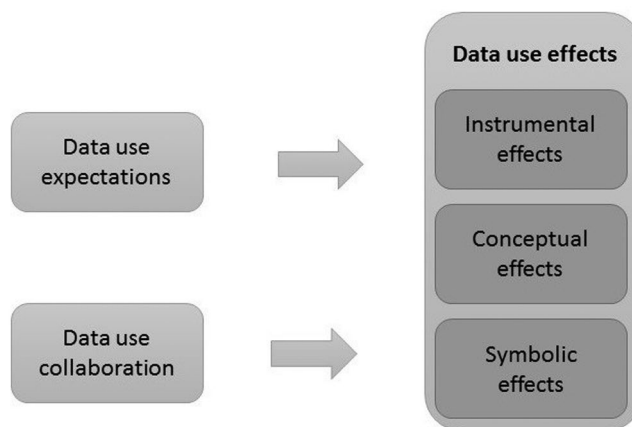 Data use effects
Data use
expectations
Instrumental
effects
Conceptual
effects
Data use
collaboration
Symbolic
effects